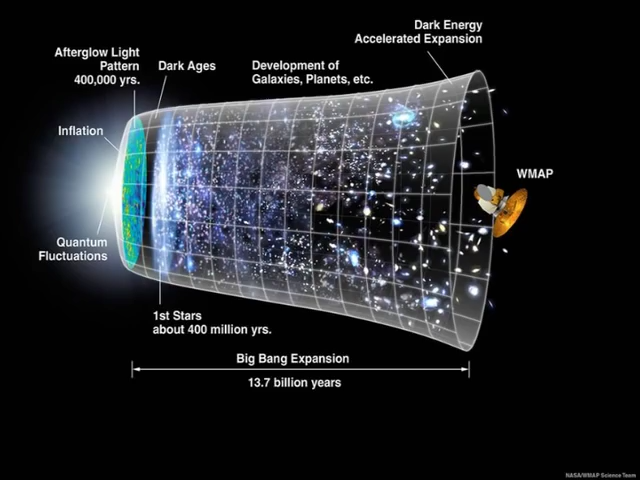 Dark Energy
Accelerated Expansion
Afterglow Light
Pattern
400,000 yrs.
Dark Ages
Development of
Galaxies, Planets, etc.
Inflation
WMAP
Quantum
Fluctuations
1st Stars
about 400 million yrs.
Big Bang Expansion
13.7 billion years
NASA/WMAP Science Team